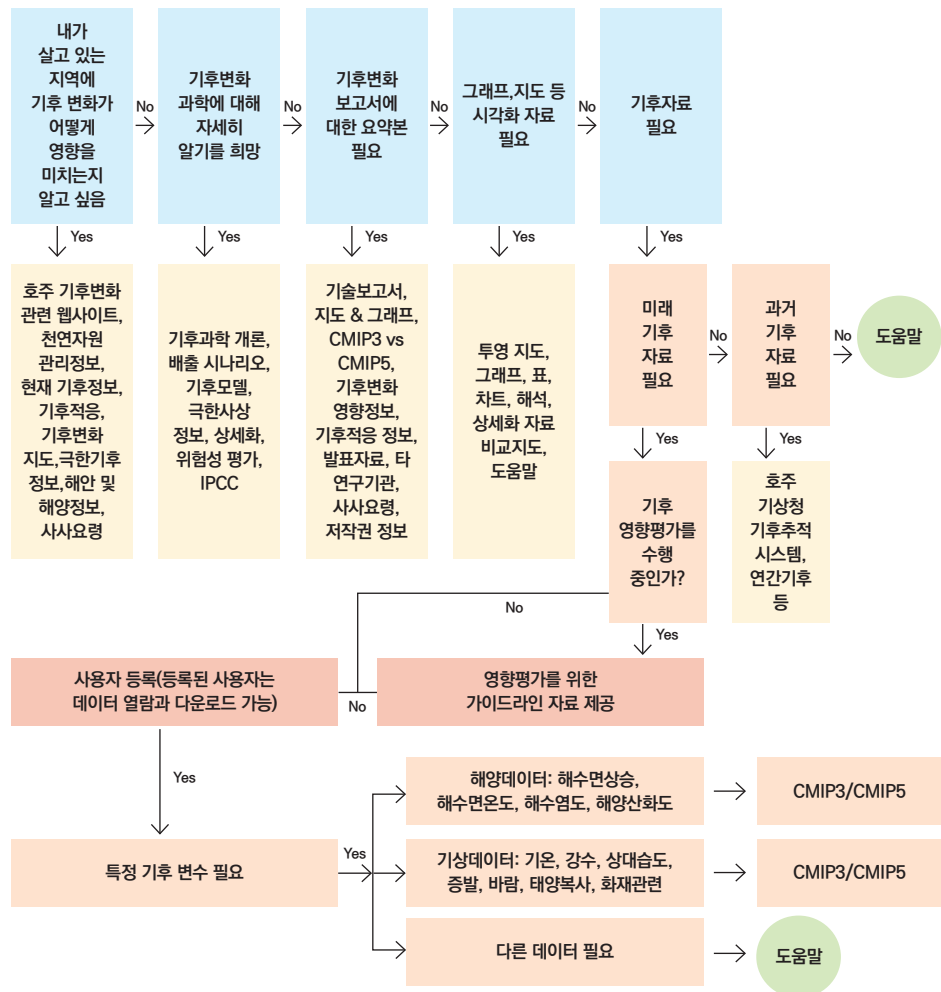 내가
살고 있는
지역에
기후 변화가
어떻게
영향을
미치는지
알고 싶음
No
기후변화
과학에 대해
자세히
알기를 희망
No
기후변화
보고서에
대한 요약본
필요
No
그래프,지도 등
시각화 자료
필요
No
기후자료
필요
Yes
Yes
Yes
Yes
Yes
호주 기후변화
관련 웹사이트,
천연자원
관리정보,
현재 기후정보,
기후적응,
기후변화
지도,극한기후
정보,해안 및
해양정보,
사사요령
기후과학 개론,
배출 시나리오,
기후모델,
극한사상
정보, 상세화,
위험성 평가,
IPCC
기술보고서,
지도 & 그래프,
CMIP3 vs
CMIP5,
기후변화
영향정보,
기후적응 정보,
발표자료, 타
연구기관,
사사요령,
저작권 정보
투영 지도,
그래프, 표,
차트, 해석,
상세화 자료
비교지도,
도움말
미래
기후
자료
필요
No
과거
기후
자료
필요
No
도움말
Yes
Yes
기후
영향평가를
수행
중인가?
호주
기상청
기후추적
시스템,
연간기후
등
No
Yes
사용자 등록(등록된 사용자는
데이터 열람과 다운로드 가능)
No
영향평가를 위한
가이드라인 자료 제공
Yes
특정 기후 변수 필요
Yes
해양데이터: 해수면상승,
해수면온도, 해수염도, 해양산화도
CMIP3/CMIP5
기상데이터: 기온, 강수, 상대습도,
증발, 바람, 태양복사, 화재관련
CMIP3/CMIP5
다른 데이터 필요
도움말